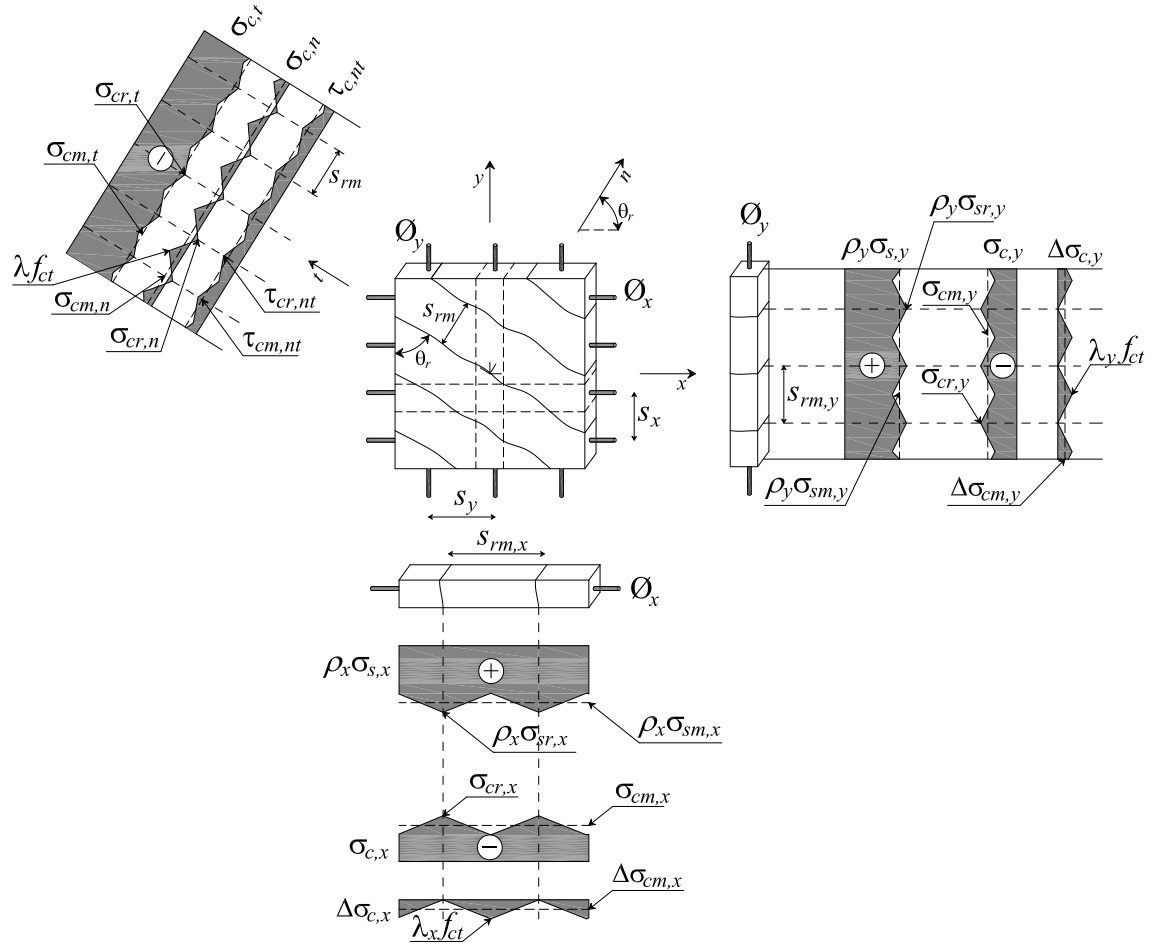 σc,t
σc,n
τc,nt
σcr,t
σcm,t
srm
λfct
σcm,n
σcr,n
τcr,nt
τcm,nt
t
y
n
θr
Øy
Øx
srm
θr
x
sx
sy
Øy
ρyσsr,y
ρyσs,y
σc,y
Δσc,y
σcm,y
+
−
λyfct
σcr,y
srm,y
ρyσsm,y
Δσcm,y
srm,x
Øx
ρxσs,x
+
ρxσsr,x
ρxσsm,x
σcr,x
σcm,x
σc,x
−
Δσc,x
Δσcm,x
λxfct